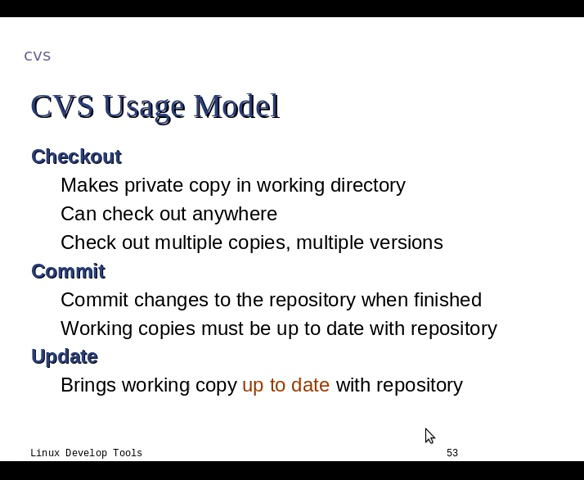 CVS
CVS Usage Model
Checkout
Makes private copy in working directory
Can check out anywhere
Check out multiple copies, multiple versions
Commit
Commit changes to the repository when finished
Working copies must be up to date with repository
Update
Brings working copy up to date with repository
Linux Develop Tools 53